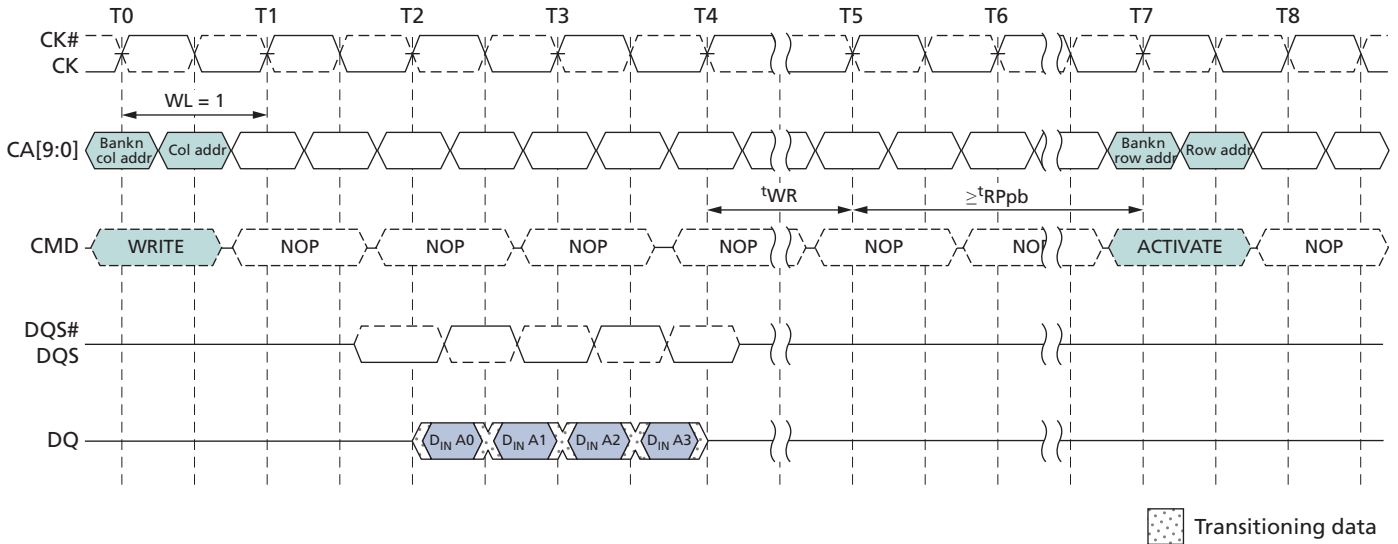 T0 T1 T2 T3 T4 T5 T6 T7 T8
CK#
CK
WL = 1
CA[9:0] Bankn col addr Col addr Bankn row addr Row addr
tWR ≥tRPpb
CMD WRITE NOP NOP NOP NOP NOP NOP ACTIVATE NOP
DQS#
DQS
DQ DIN A0 DIN A1 DIN A2 DIN A3
Transitioning data